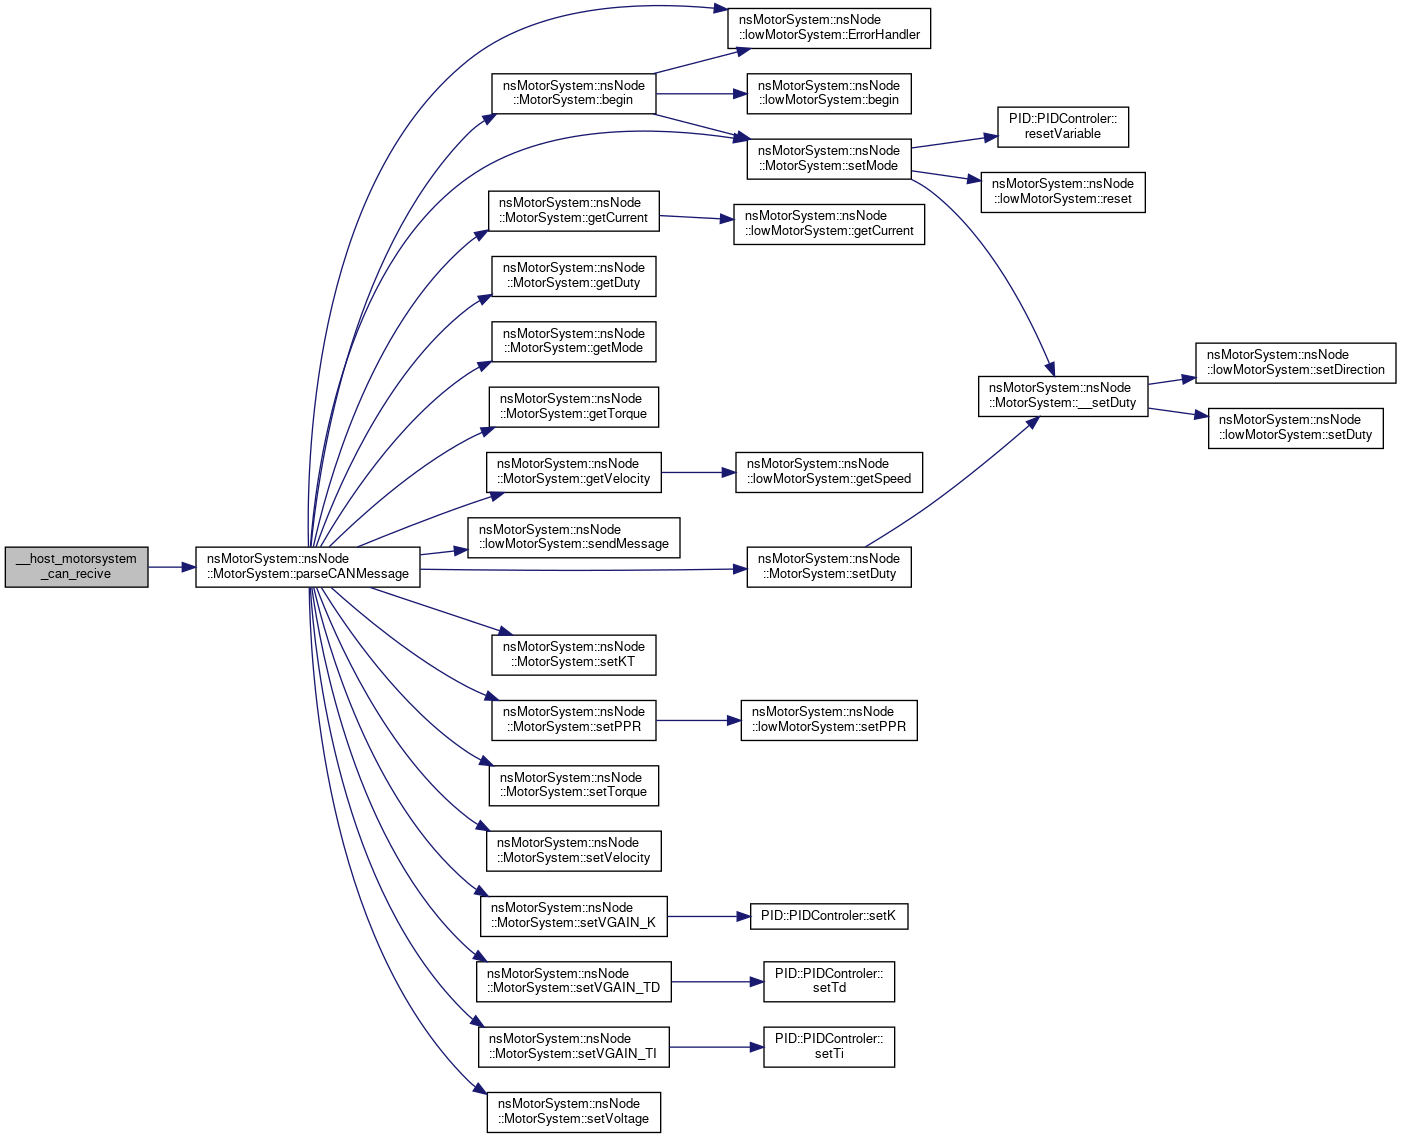 nsMotorSystem::nsNode
::lowMotorSystem::ErrorHandler
nsMotorSystem::nsNode
::MotorSystem::begin
nsMotorSystem::nsNode
::lowMotorSystem::begin
PID::PIDControler::
resetVariable
nsMotorSystem::nsNode
::MotorSystem::setMode
nsMotorSystem::nsNode
::lowMotorSystem::reset
nsMotorSystem::nsNode
::MotorSystem::getCurrent
nsMotorSystem::nsNode
::lowMotorSystem::getCurrent
nsMotorSystem::nsNode
::MotorSystem::getDuty
nsMotorSystem::nsNode
::MotorSystem::getMode
nsMotorSystem::nsNode
::lowMotorSystem::setDirection
nsMotorSystem::nsNode
::MotorSystem::__setDuty
nsMotorSystem::nsNode
::MotorSystem::getTorque
nsMotorSystem::nsNode
::lowMotorSystem::setDuty
nsMotorSystem::nsNode
::MotorSystem::getVelocity
nsMotorSystem::nsNode
::lowMotorSystem::getSpeed
nsMotorSystem::nsNode
::lowMotorSystem::sendMessage
__host_motorsystem
_can_recive
nsMotorSystem::nsNode
::MotorSystem::parseCANMessage
nsMotorSystem::nsNode
::MotorSystem::setDuty
nsMotorSystem::nsNode
::MotorSystem::setKT
nsMotorSystem::nsNode
::MotorSystem::setPPR
nsMotorSystem::nsNode
::lowMotorSystem::setPPR
nsMotorSystem::nsNode
::MotorSystem::setTorque
nsMotorSystem::nsNode
::MotorSystem::setVelocity
nsMotorSystem::nsNode
::MotorSystem::setVGAIN_K
PID::PIDControler::setK
nsMotorSystem::nsNode
::MotorSystem::setVGAIN_TD
PID::PIDControler::
setTd
nsMotorSystem::nsNode
::MotorSystem::setVGAIN_TI
PID::PIDControler::
setTi
nsMotorSystem::nsNode
::MotorSystem::setVoltage